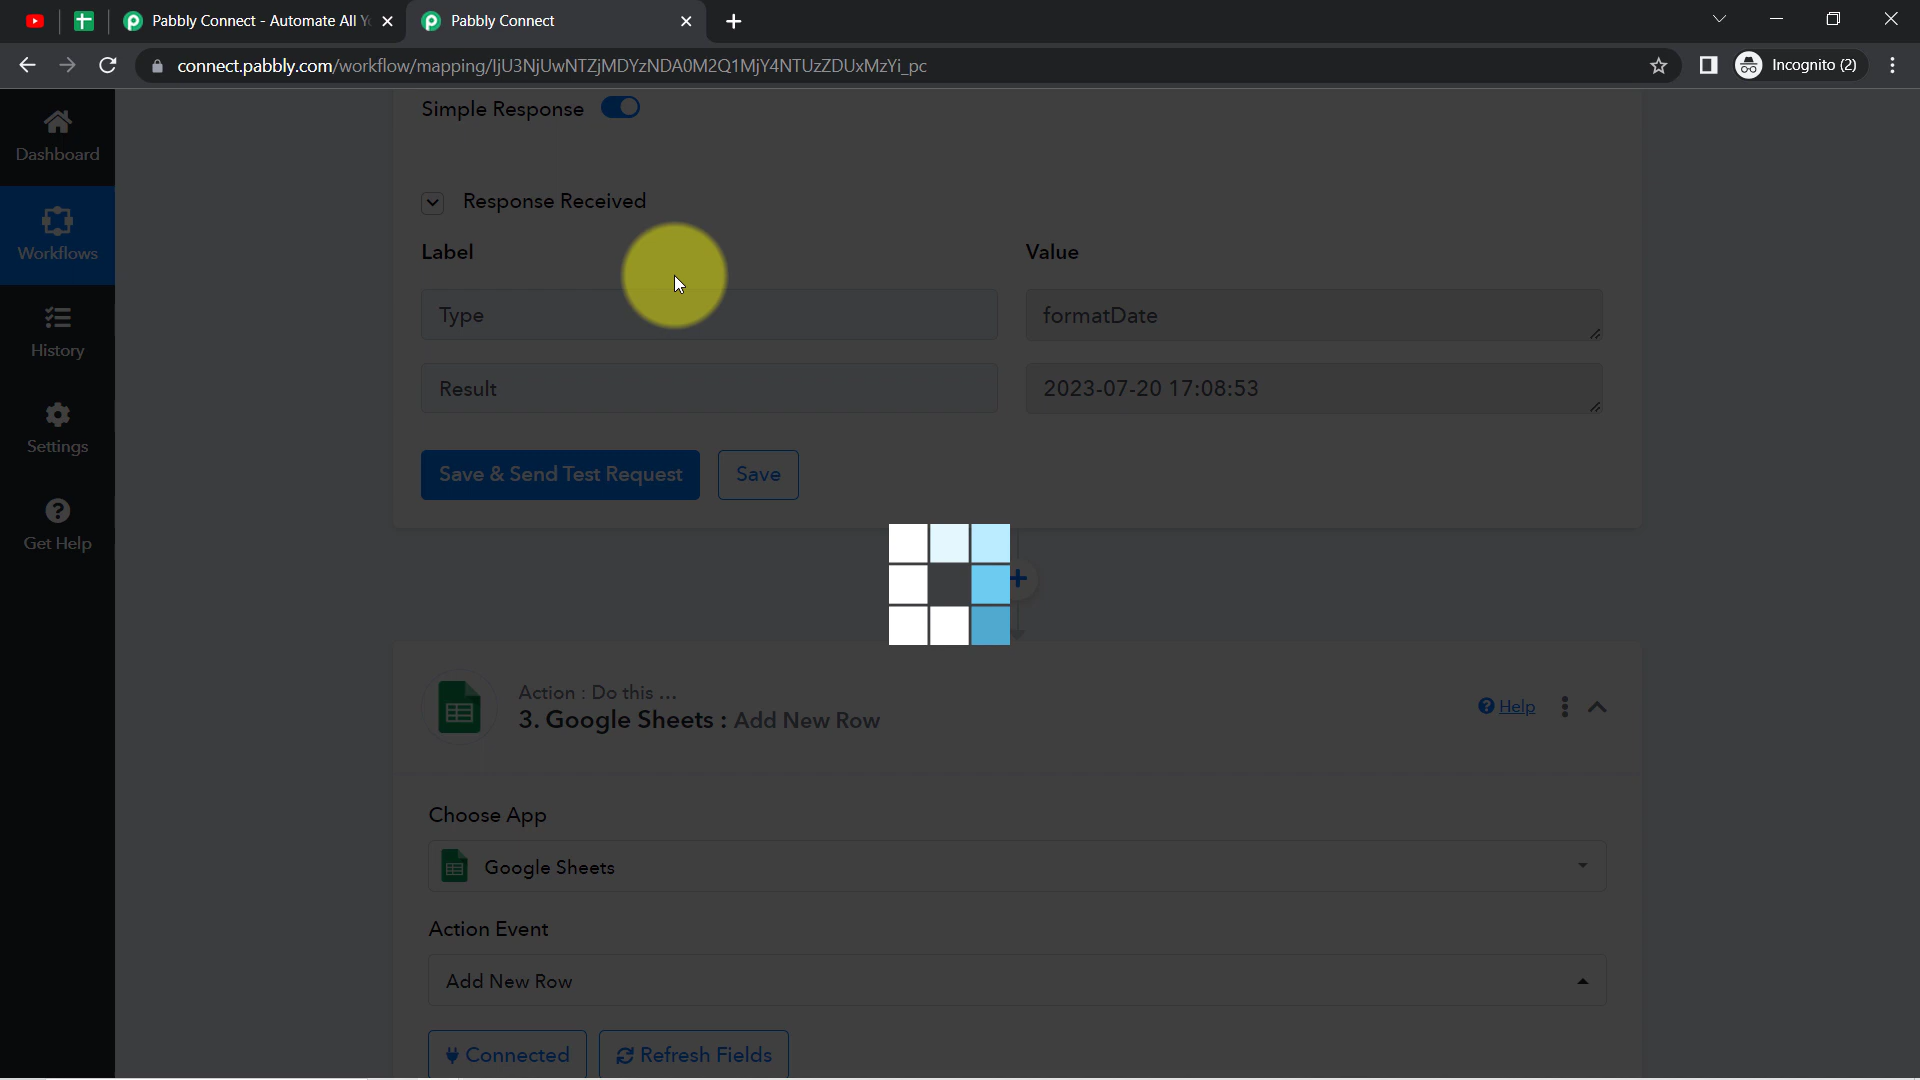 Pabbly Connect - Automate All Y
Pabbly Connect
connect.pabbly.com/workflow/mapping/IjU3NjUwNTZjMDYzNDA0M2Q1MjY4NTUzZDUxMzYi_pc
Incognito (2)
Dashboard
Workflows
History
Settings
Get Help
Simple Response
Response Received
Label
Value
Type
formatDate
Result
2023-07-20 17:08:53
Save & Send Test Request
Save
Action : Do this ...
3. Google Sheets : Add New Row
Help
Choose App
Google Sheets
Action Event
Add New Row
Connected
Refresh Fields